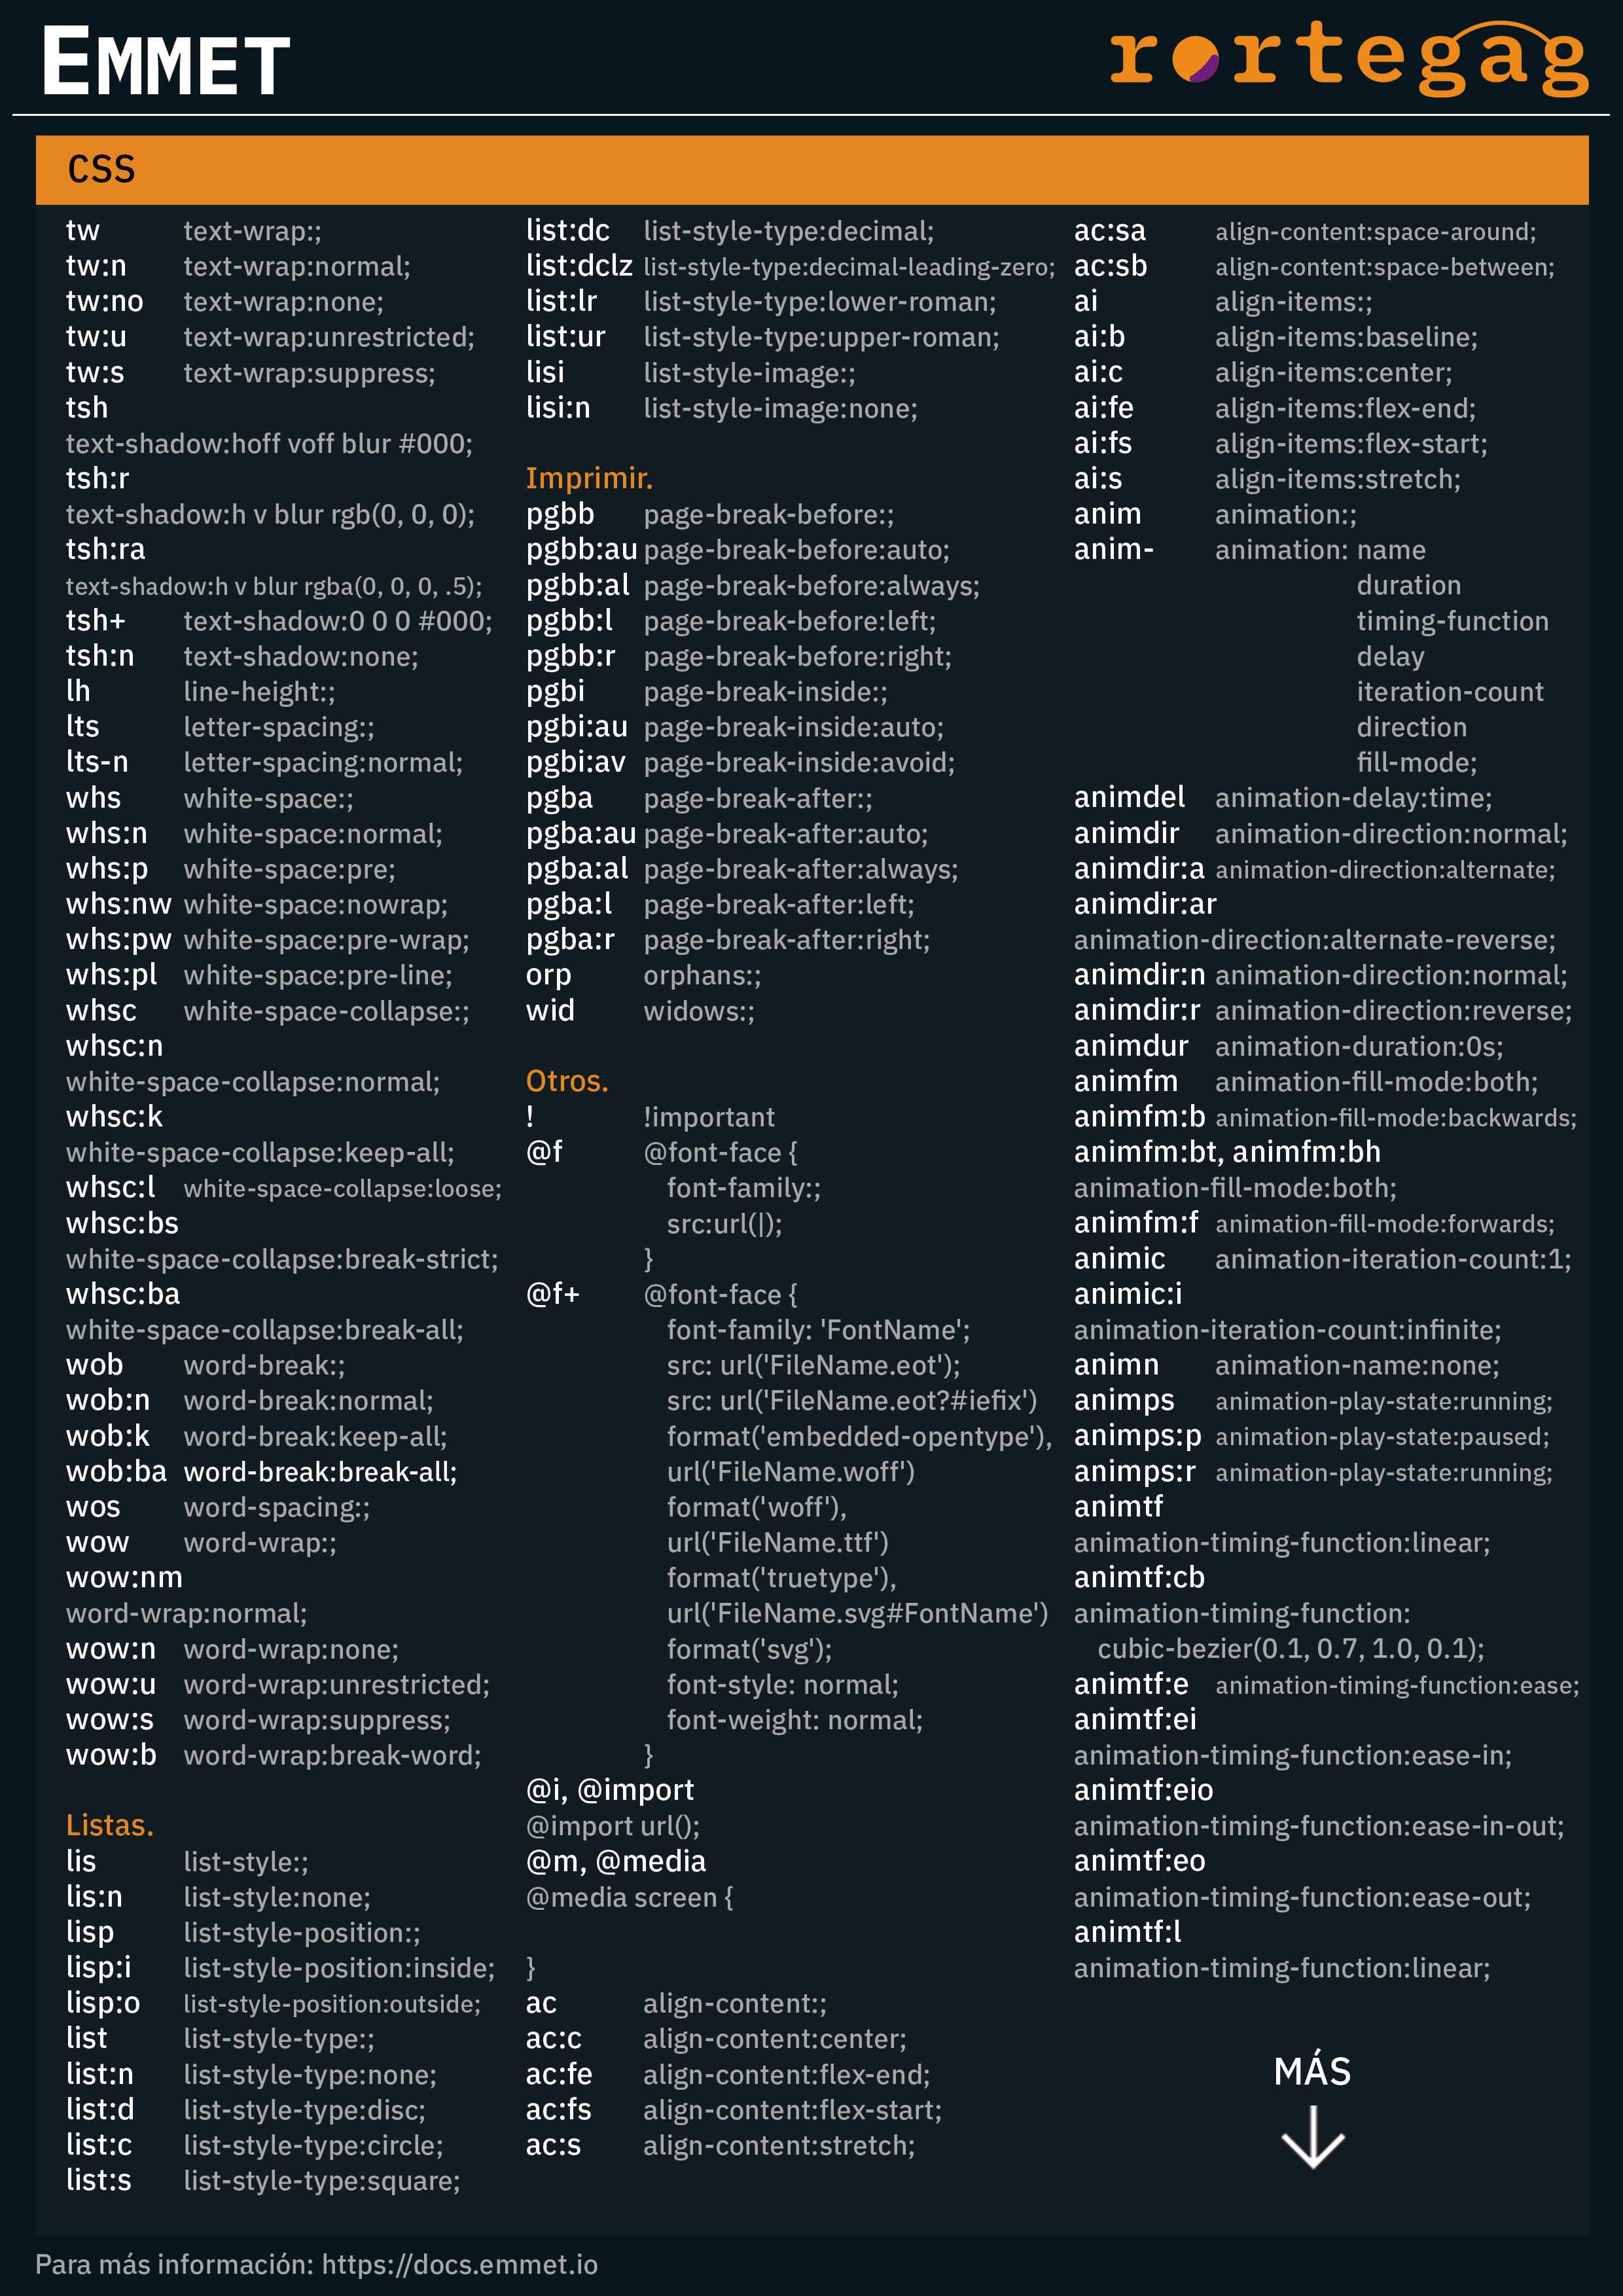 EMMET
rortegag
CSS
tw text-wrap:;
tw:n text-wrap:normal;
tw:no text-wrap:none;
tw:u text-wrap:unrestricted;
tw:s text-wrap:suppress;
tsh
text-shadow:hoff voff blur #000;
tsh:r
text-shadow:h v blur rgb(0, 0, 0);
tsh:ra
text-shadow:h v blur rgba(0, 0, 0, .5);
tsh+ text-shadow:0 0 0 #000;
tsh:n text-shadow:none;
lh line-height:;
lts letter-spacing:;
lts-n letter-spacing:normal;
whs white-space:;
whs:n white-space:normal;
whs:p white-space:pre;
whs:nw white-space:nowrap;
whs:pw white-space:pre-wrap;
whs:pl white-space:pre-line;
whsc white-space-collapse:;
whsc:n
white-space-collapse:normal;
whsc:k
white-space-collapse:keep-all;
whsc:l white-space-collapse:loose;
whsc:bs
white-space-collapse:break-strict;
whsc:ba
white-space-collapse:break-all;
wob word-break:;
wob:n word-break:normal;
wob:k word-break:keep-all;
wob:ba word-break:break-all;
wos word-spacing:;
wow word-wrap:;
wow:nm
word-wrap:normal;
wow:n word-wrap:none;
wow:u word-wrap:unrestricted;
wow:s word-wrap:suppress;
wow:b word-wrap:break-word;
Listas.
lis list-style:;
lis:n list-style:none;
lisp list-style-position:;
lisp:i list-style-position:inside;
lisp:o list-style-position:outside;
list list-style-type:;
list:n list-style-type:none;
list:d list-style-type:disc;
list:c list-style-type:circle;
list:s list-style-type:square;
list:dc list-style-type:decimal;
list:dclz list-style-type:decimal-leading-zero;
list:lr list-style-type:lower-roman;
list:ur list-style-type:upper-roman;
lisi list-style-image:;
lisi:n list-style-image:none;
Imprimir.
pgbb page-break-before:;
pgbb:au page-break-before:auto;
pgbb:al page-break-before:always;
pgbb:l page-break-before:left;
pgbb:r page-break-before:right;
pgbi page-break-inside:;
pgbi:au page-break-inside:auto;
pgbi:av page-break-inside:avoid;
pgba page-break-after:;
pgba:au page-break-after:auto;
pgba:al page-break-after:always;
pgba:l page-break-after:left;
pgba:r page-break-after:right;
orp orphans:;
wid widows:;
Otros.
! !important
@f @font-face {
font-family:;
src:url(|);
}
@f+ @font-face {
font-family: 'FontName';
src: url('FileName.eot');
src: url('FileName.eot?#iefix')
format('embedded-opentype'),
url('FileName.woff')
format('woff'),
url('FileName.ttf')
format('truetype'),
url('FileName.svg#FontName')
format('svg');
font-style: normal;
font-weight: normal;
}
@i, @import
@import url();
@m, @media
@media screen {
}
ac align-content:;
ac:c align-content:center;
ac:fe align-content:flex-end;
ac:fs align-content:flex-start;
ac:s align-content:stretch;
ac:sa align-content:space-around;
ac:sb align-content:space-between;
ai align-items:;
ai:b align-items:baseline;
ai:c align-items:center;
ai:fe align-items:flex-end;
ai:fs align-items:flex-start;
ai:s align-items:stretch;
anim animation:;
anim- animation: name
duration
timing-function
delay
iteration-count
direction
fill-mode;
animdel animation-delay:time;
animdir animation-direction:normal;
animdir:a animation-direction:alternate;
animdir:ar
animation-direction:alternate-reverse;
animdir:n animation-direction:normal;
animdir:r animation-direction:reverse;
animdur animation-duration:0s;
animfm animation-fill-mode:both;
animfm:b animation-fill-mode:backwards;
animfm:bt, animfm:bh
animation-fill-mode:both;
animfm:f animation-fill-mode:forwards;
animic animation-iteration-count:1;
animic:i
animation-iteration-count:infinite;
animn animation-name:none;
animps animation-play-state:running;
animps:p animation-play-state:paused;
animps:r animation-play-state:running;
animtf
animation-timing-function:linear;
animtf:cb
animation-timing-function:
cubic-bezier(0.1, 0.7, 1.0, 0.1);
animtf:e animation-timing-function:ease;
animtf:ei
animation-timing-function:ease-in;
animtf:eio
animation-timing-function:ease-in-out;
animtf:eo
animation-timing-function:ease-out;
animtf:l
animation-timing-function:linear;
MÁS
Para más información: https://docs.emmet.io